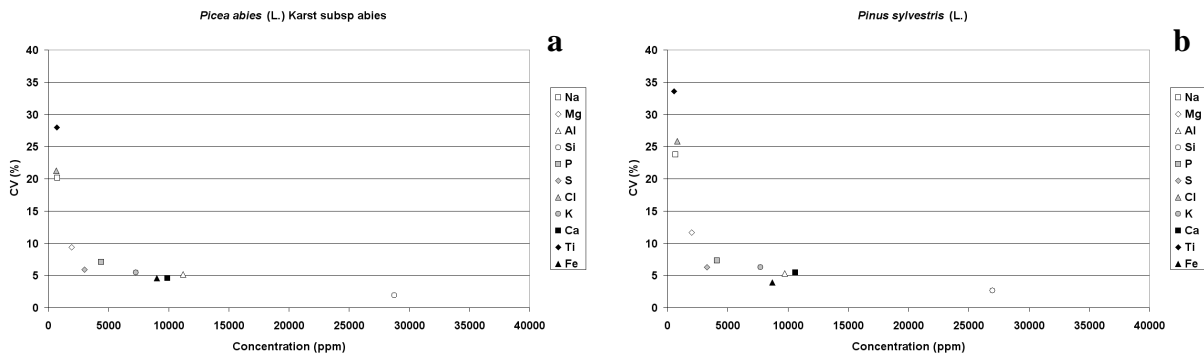 Picea abies (L.) Karst subsp abies
a
40
35
30
25
20
15
10
5
0
CV (%)
0 5000 10000 15000 20000 25000 30000 35000 40000
Concentration (ppm)
Na
Mg
Al
Si
P
S
Cl
K
Ca
Ti
Fe
Pinus sylvestris (L.)
b
40
35
30
25
20
15
10
5
0
CV (%)
0 5000 10000 15000 20000 25000 30000 35000 40000
Concentration (ppm)
Na
Mg
Al
Si
P
S
Cl
K
Ca
Ti
Fe